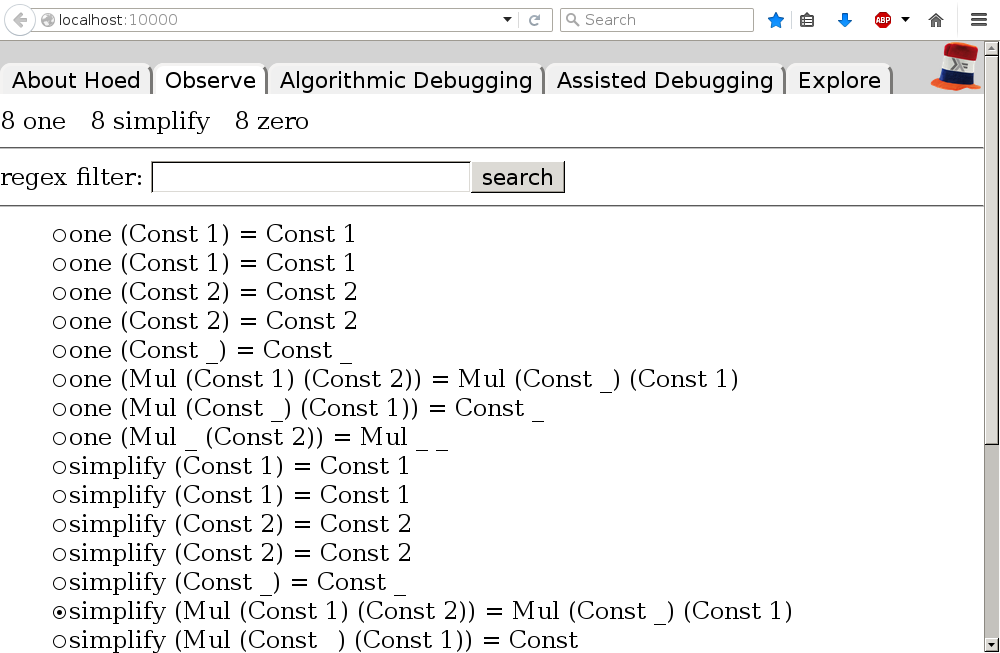 localhost:10000
Search
ABP
About Hoed Observe Algorithmic Debugging Assisted Debugging Explore
8 one 8 simplify 8 zero
regex filter: search
one (Const 1) = Const 1
one (Const 1) = Const 1
one (Const 2) = Const 2
one (Const 2) = Const 2
one (Const _) = Const _
one (Mul (Const 1) (Const 2)) = Mul (Const _) (Const 1)
one (Mul (Const _) (Const 1)) = Const _
one (Mul _ (Const 2)) = Mul _ _
simplify (Const 1) = Const 1
simplify (Const 1) = Const 1
simplify (Const 2) = Const 2
simplify (Const 2) = Const 2
simplify (Const _) = Const _
simplify (Mul (Const 1) (Const 2)) = Mul (Const _) (Const 1)
simplify (Mul (Const ) (Const 1)) = Const